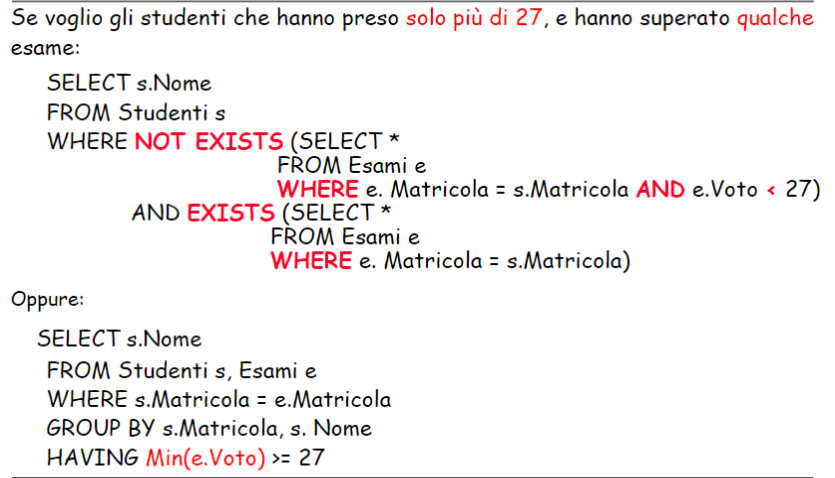 Se voglio gli studenti che hanno preso solo più di 27, e hanno superato qualche
esame:
SELECT s.Nome
FROM Studenti s
WHERE NOT EXISTS (SELECT *
FROM Esami e
WHERE e. Matricola = s.Matricola AND e.Voto < 27)
AND EXISTS (SELECT *
FROM Esami e
WHERE e. Matricola = s.Matricola)
Oppure:
SELECT s.Nome
FROM Studenti s, Esami e
WHERE s.Matricola = e.Matricola
GROUP BY s.Matricola, s. Nome
HAVING Min(e.Voto) >= 27